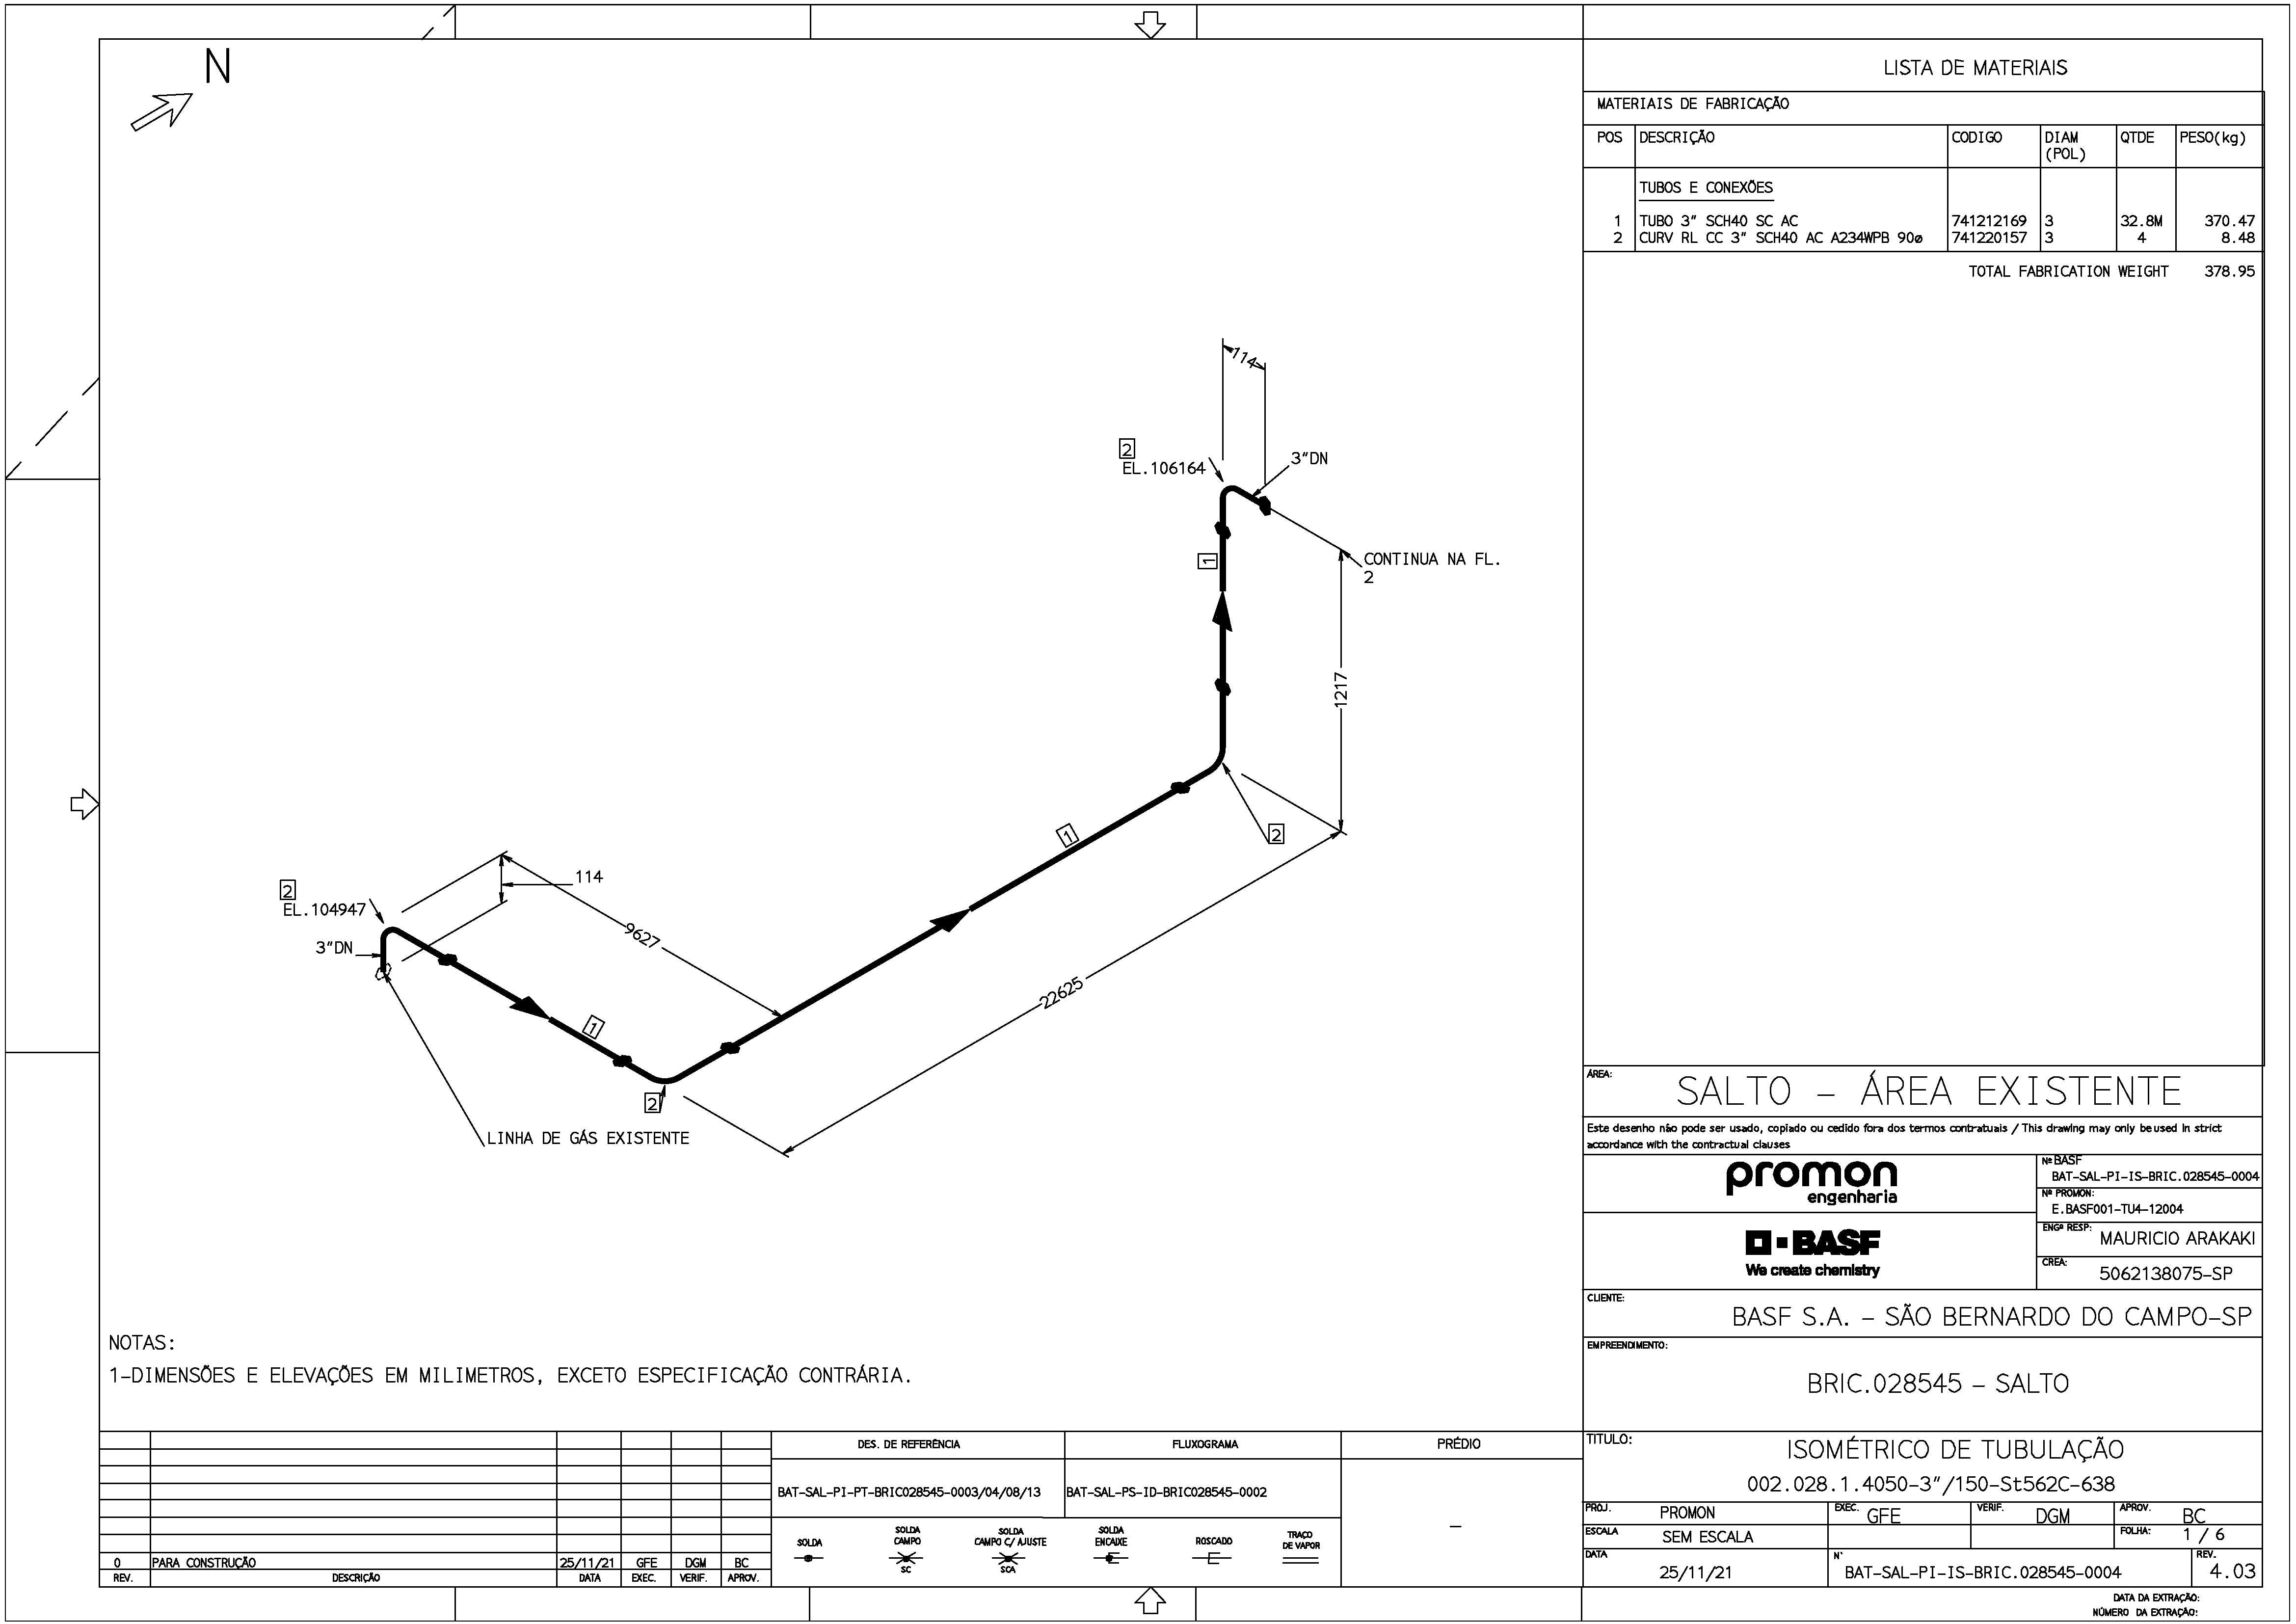 N
LISTA DE MATERIAIS
MATERIAIS DE FABRICAÇÃO
POS DESCRIÇÃO CODIGO DIAM (POL) QTDE PESO(kg)
TUBOS E CONEXÕES
1 TUBO 3" SCH40 SC AC 741212169 3 32.8M 370.47
2 CURV RL CC 3" SCH40 AC A234WPB 90ø 741220157 3 4 8.48
TOTAL FABRICATION WEIGHT 378.95
114
2
EL.106164
3"DN
1
CONTINUA NA FL.
2
1217
1
2
114
2
EL.104947
9627
3"DN
22625
1
2
LINHA DE GÁS EXISTENTE
NOTAS:
1-DIMENSÕES E ELEVAÇÕES EM MILIMETROS, EXCETO ESPECIFICAÇÃO CONTRÁRIA.
ÁREA:
SALTO - ÁREA EXISTENTE
Este desenho não pode ser usado, copiado ou cedido fora dos termos contratuais / This drawing may only be used in strict
accordance with the contractual clauses
promon
engenharia
Nº BASF
BAT-SAL-PI-IS-BRIC.028545-0004
Nº PROMON:
E.BASF001-TU4-12004
BASF
We create chemistry
ENGº RESP:
MAURICIO ARAKAKI
CREA:
5062138075-SP
CLIENTE:
BASF S.A. - SÃO BERNARDO DO CAMPO-SP
EMPREENDIMENTO:
BRIC.028545 - SALTO
TITULO:
ISOMÉTRICO DE TUBULAÇÃO
002.028.1.4050-3"/150-St562C-638
PROJ. PROMON EXEC. GFE VERIF. DGM APROV. BC
ESCALA SEM ESCALA FOLHA: 1 / 6
DATA 25/11/21 N° BAT-SAL-PI-IS-BRIC.028545-0004 REV. 4.03
DATA DA EXTRAÇÃO:
NÚMERO DA EXTRAÇÃO:
DES. DE REFERÊNCIA FLUXOGRAMA PRÉDIO
BAT-SAL-PI-PT-BRIC028545-0003/04/08/13 BAT-SAL-PS-ID-BRIC028545-0002 -
SOLDA
SOLDA CAMPO
SC
SOLDA CAMPO C/ AJUSTE
SCA
SOLDA ENCAIXE
ROSCADO
TRAÇO DE VAPOR
0 PARA CONSTRUÇÃO 25/11/21 GFE DGM BC
REV. DESCRIÇÃO DATA EXEC. VERIF. APROV.